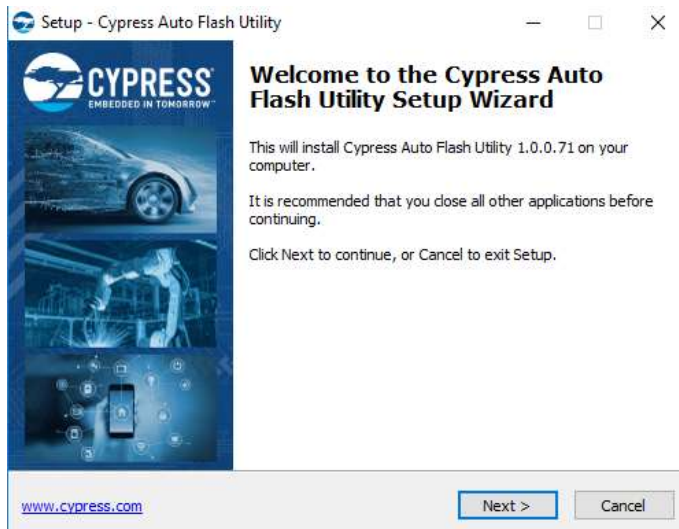 Setup - Cypress Auto Flash Utility
CYPRESS
EMBEDDED IN TOMORROW™
Welcome to the Cypress Auto
Flash Utility Setup Wizard
This will install Cypress Auto Flash Utility 1.0.0.71 on your
computer.
It is recommended that you close all other applications before
continuing.
Click Next to continue, or Cancel to exit Setup.
www.cypress.com
Next >
Cancel